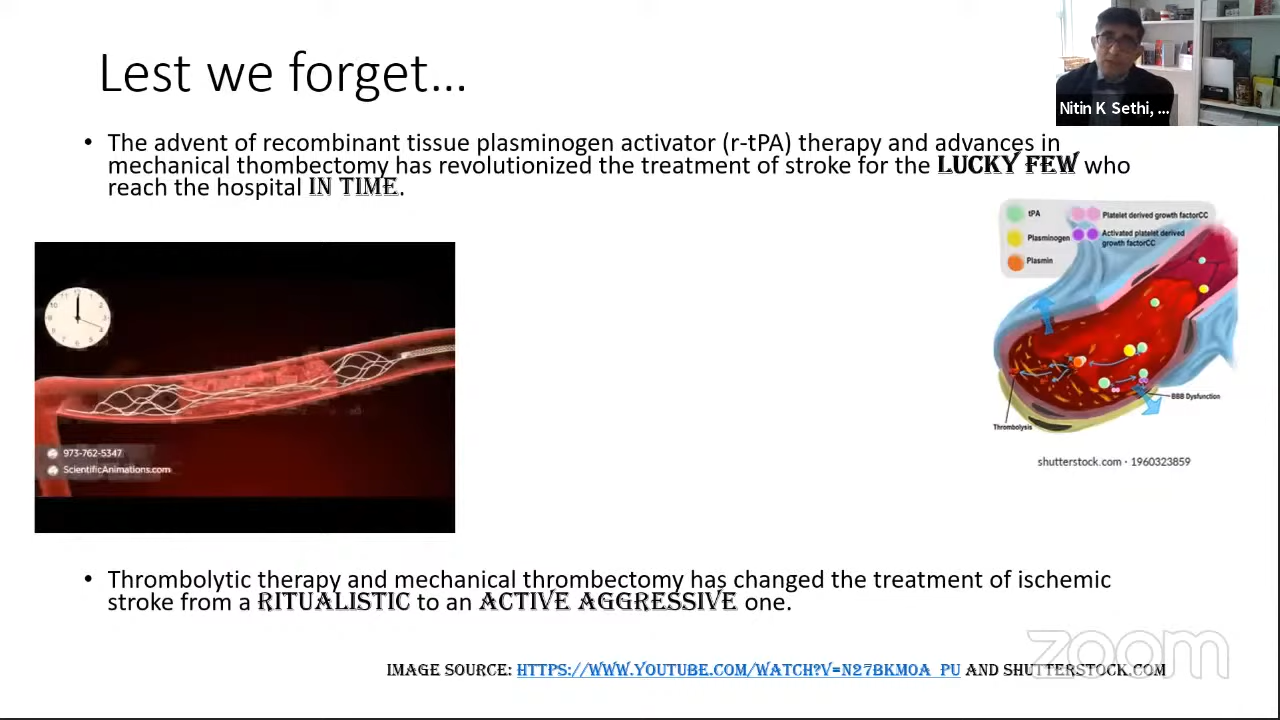 Lest we forget...
Nitin K Sethi, ...
• The advent of recombinant tissue plasminogen activator (r-tPA) therapy and advances in
mechanical thombectomy has revolutionized the treatment of stroke for the LUCKY FEW who
reach the hospital IN TIME.
tPA
Platelet derived growth factorCC
Plasminogen
Activated platelet derived
growth factorCC
Plasmin
BBB Dysfunction
Thrombolysis
shutterstock.com · 1960323859
973-762-5347
ScientificAnimations.com
• Thrombolytic therapy and mechanical thrombectomy has changed the treatment of ischemic
stroke from a RITUALISTIC to an ACTIVE AGGRESSIVE one.
zoom
IMAGE SOURCE: HTTPS://WWW.YOUTUBE.COM/WATCH?V=N27BKMOA_PU AND SHUTTERSTOCK.COM